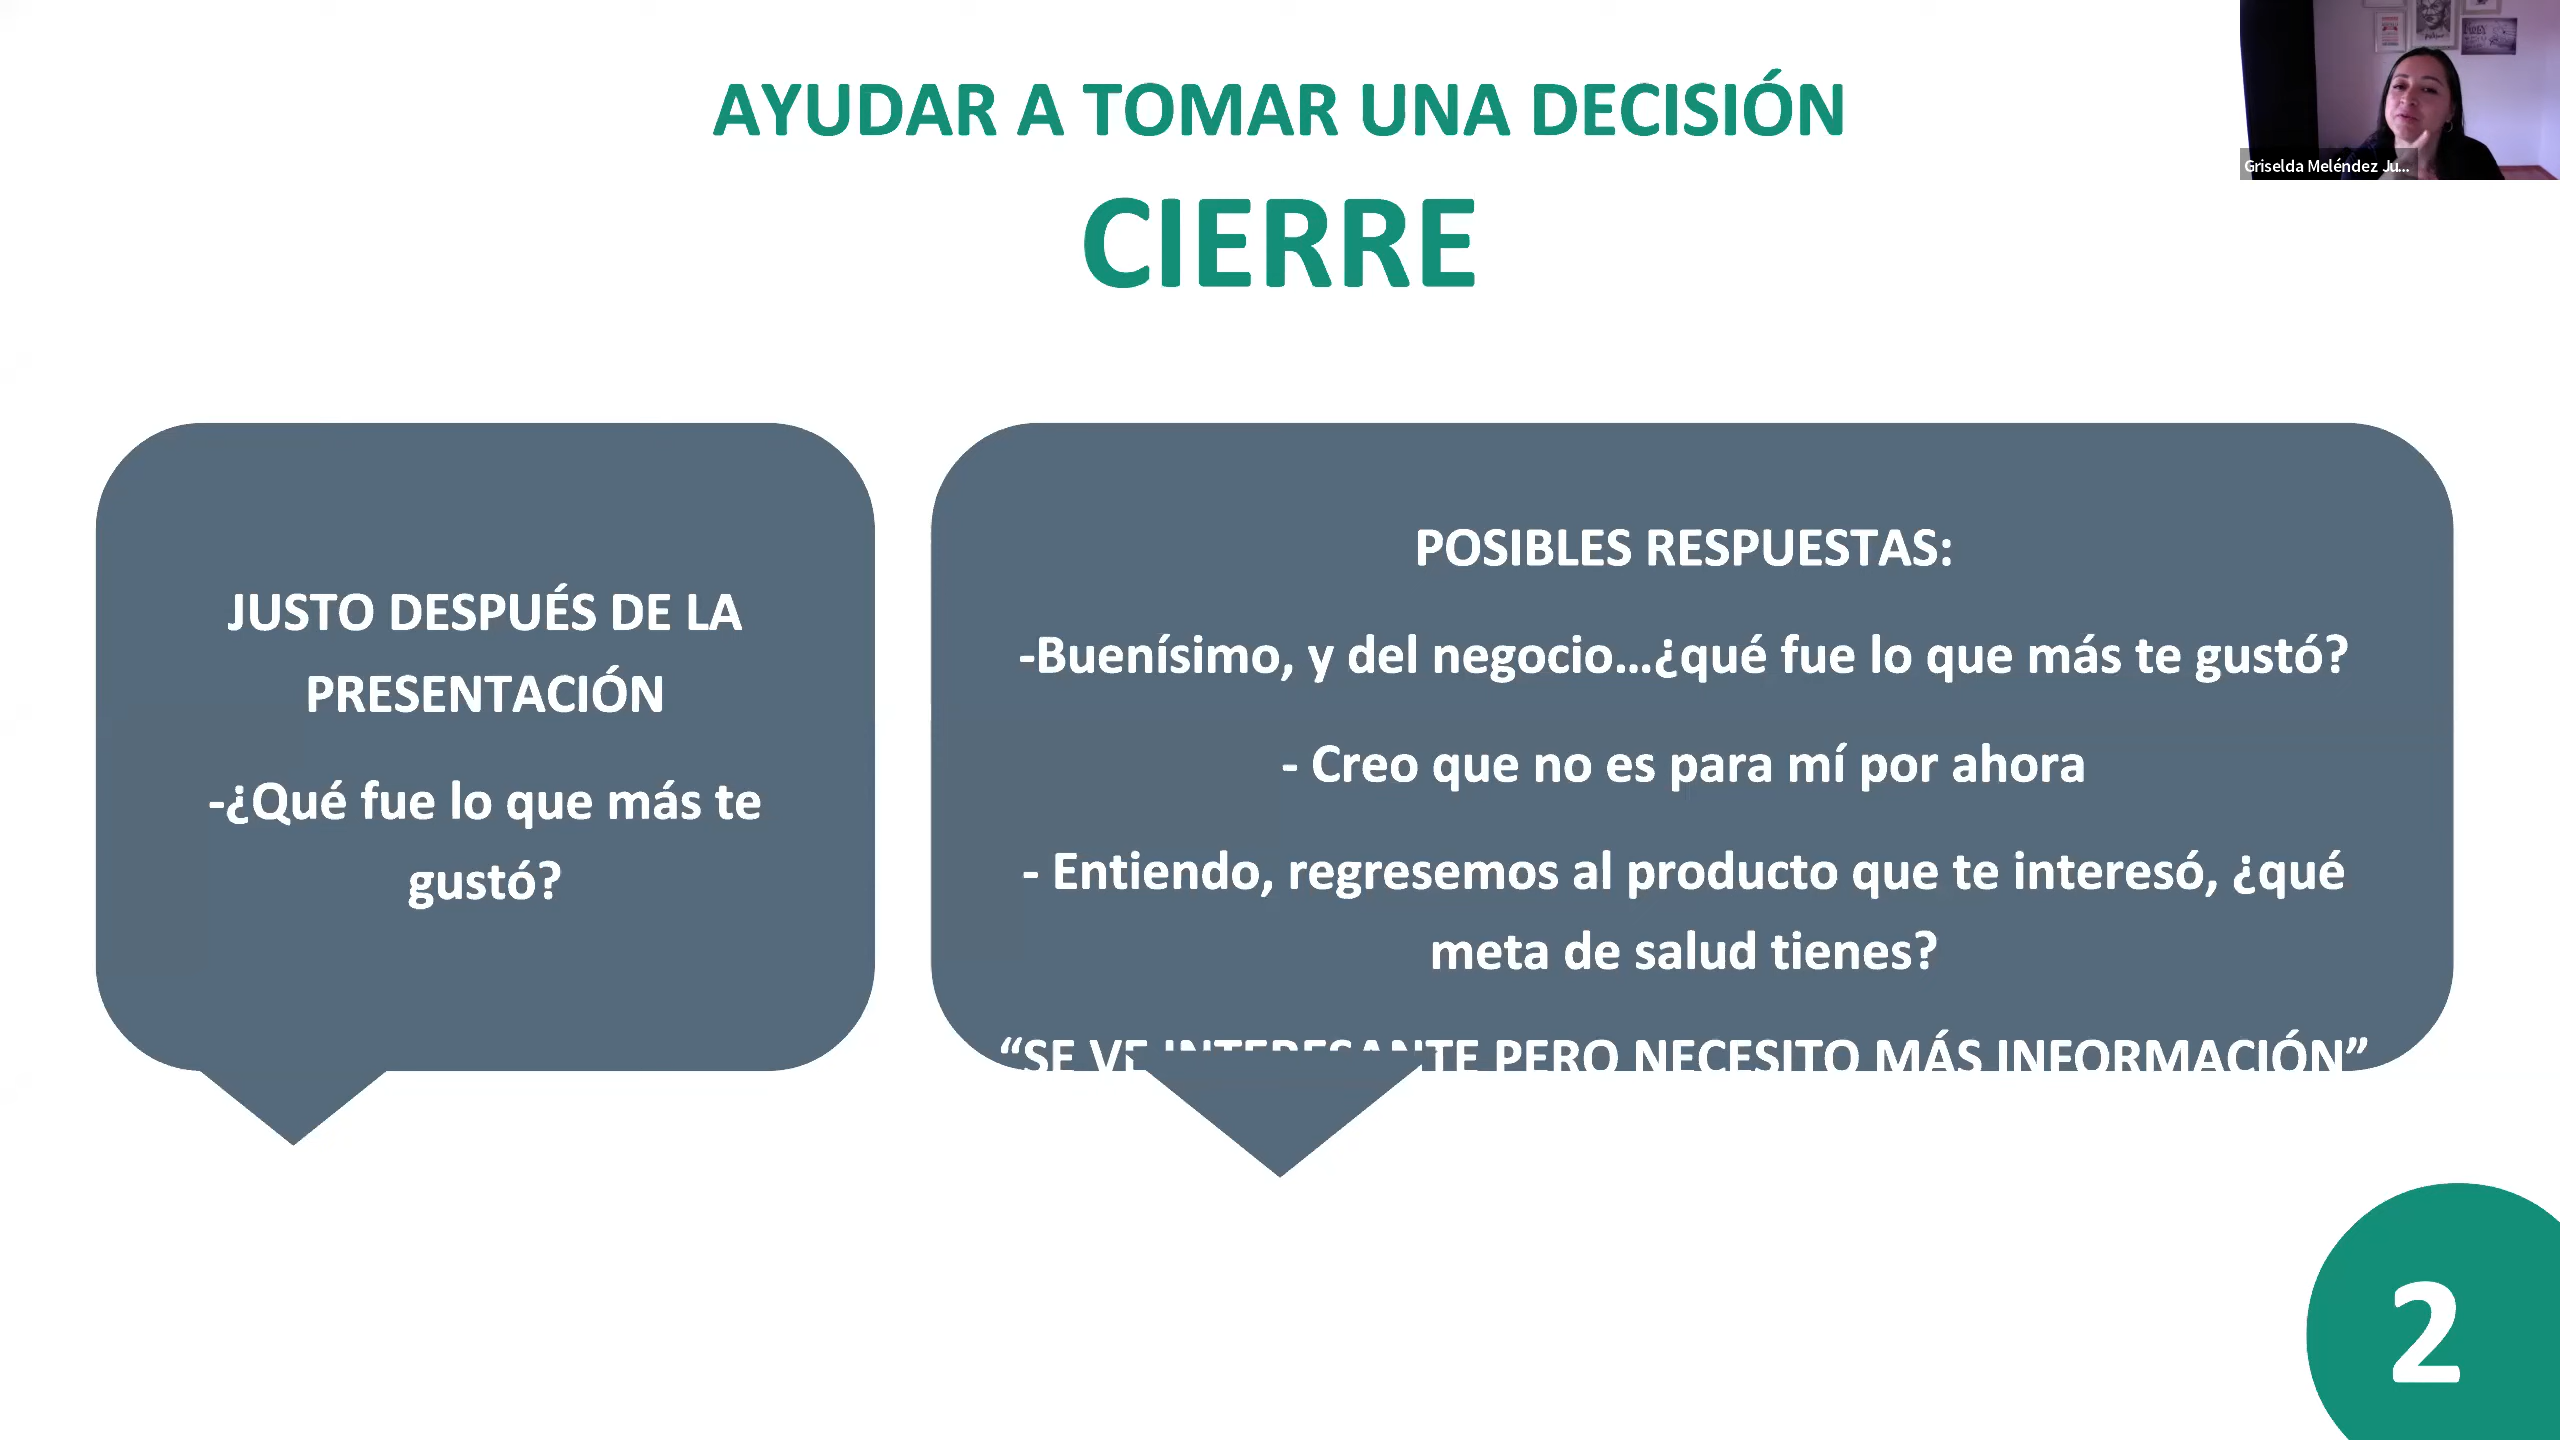 AYUDAR A TOMAR UNA DECISIÓN
CIERRE
Griselda Meléndez Ju...
JUSTO DESPUÉS DE LA
PRESENTACIÓN
-¿Qué fue lo que más te
gustó?
POSIBLES RESPUESTAS:
-Buenísimo, y del negocio...¿qué fue lo que más te gustó?
- Creo que no es para mí por ahora
- Entiendo, regresemos al producto que te interesó, ¿qué
meta de salud tienes?
“SE VE INTERESANTE PERO NECESITO MÁS INFORMACIÓN”
2